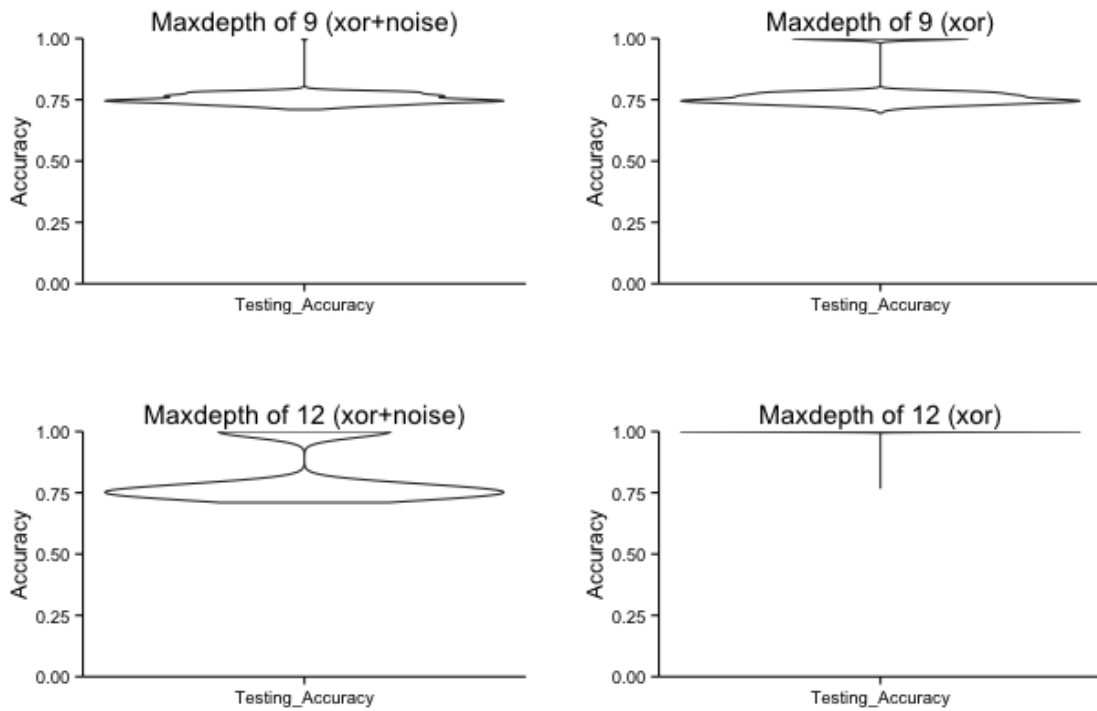 Maxdepth of 9 (xor+noise)
1.00
0.75
0.50
0.25
0.00
Accuracy
Testing_Accuracy
Maxdepth of 9 (xor)
1.00
0.75
0.50
0.25
0.00
Accuracy
Testing_Accuracy
Maxdepth of 12 (xor+noise)
1.00
0.75
0.50
0.25
0.00
Accuracy
Testing_Accuracy
Maxdepth of 12 (xor)
1.00
0.75
0.50
0.25
0.00
Accuracy
Testing_Accuracy